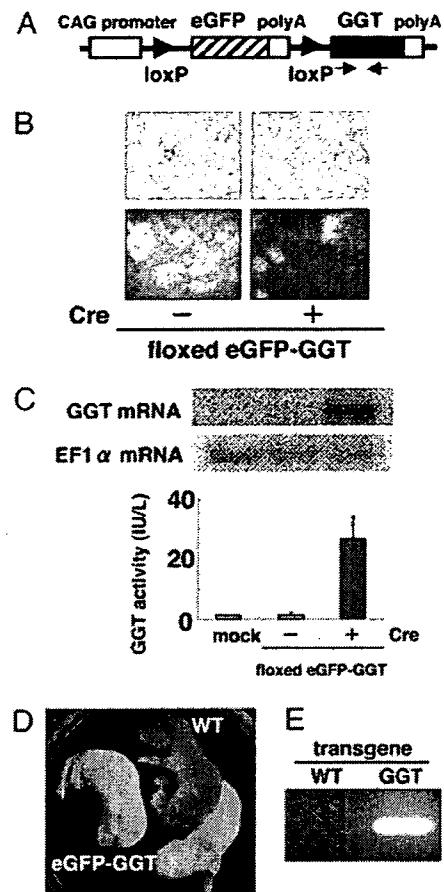 A
CAG promoter eGFP polyA GGT polyA
loxP loxP
B
Cre − +
floxed eGFP-GGT
C
GGT mRNA
EF1α mRNA
GGT activity (IU/L)
40
20
0
mock − + Cre
floxed eGFP-GGT
D
WT
eGFP-GGT
E
transgene
WT GGT